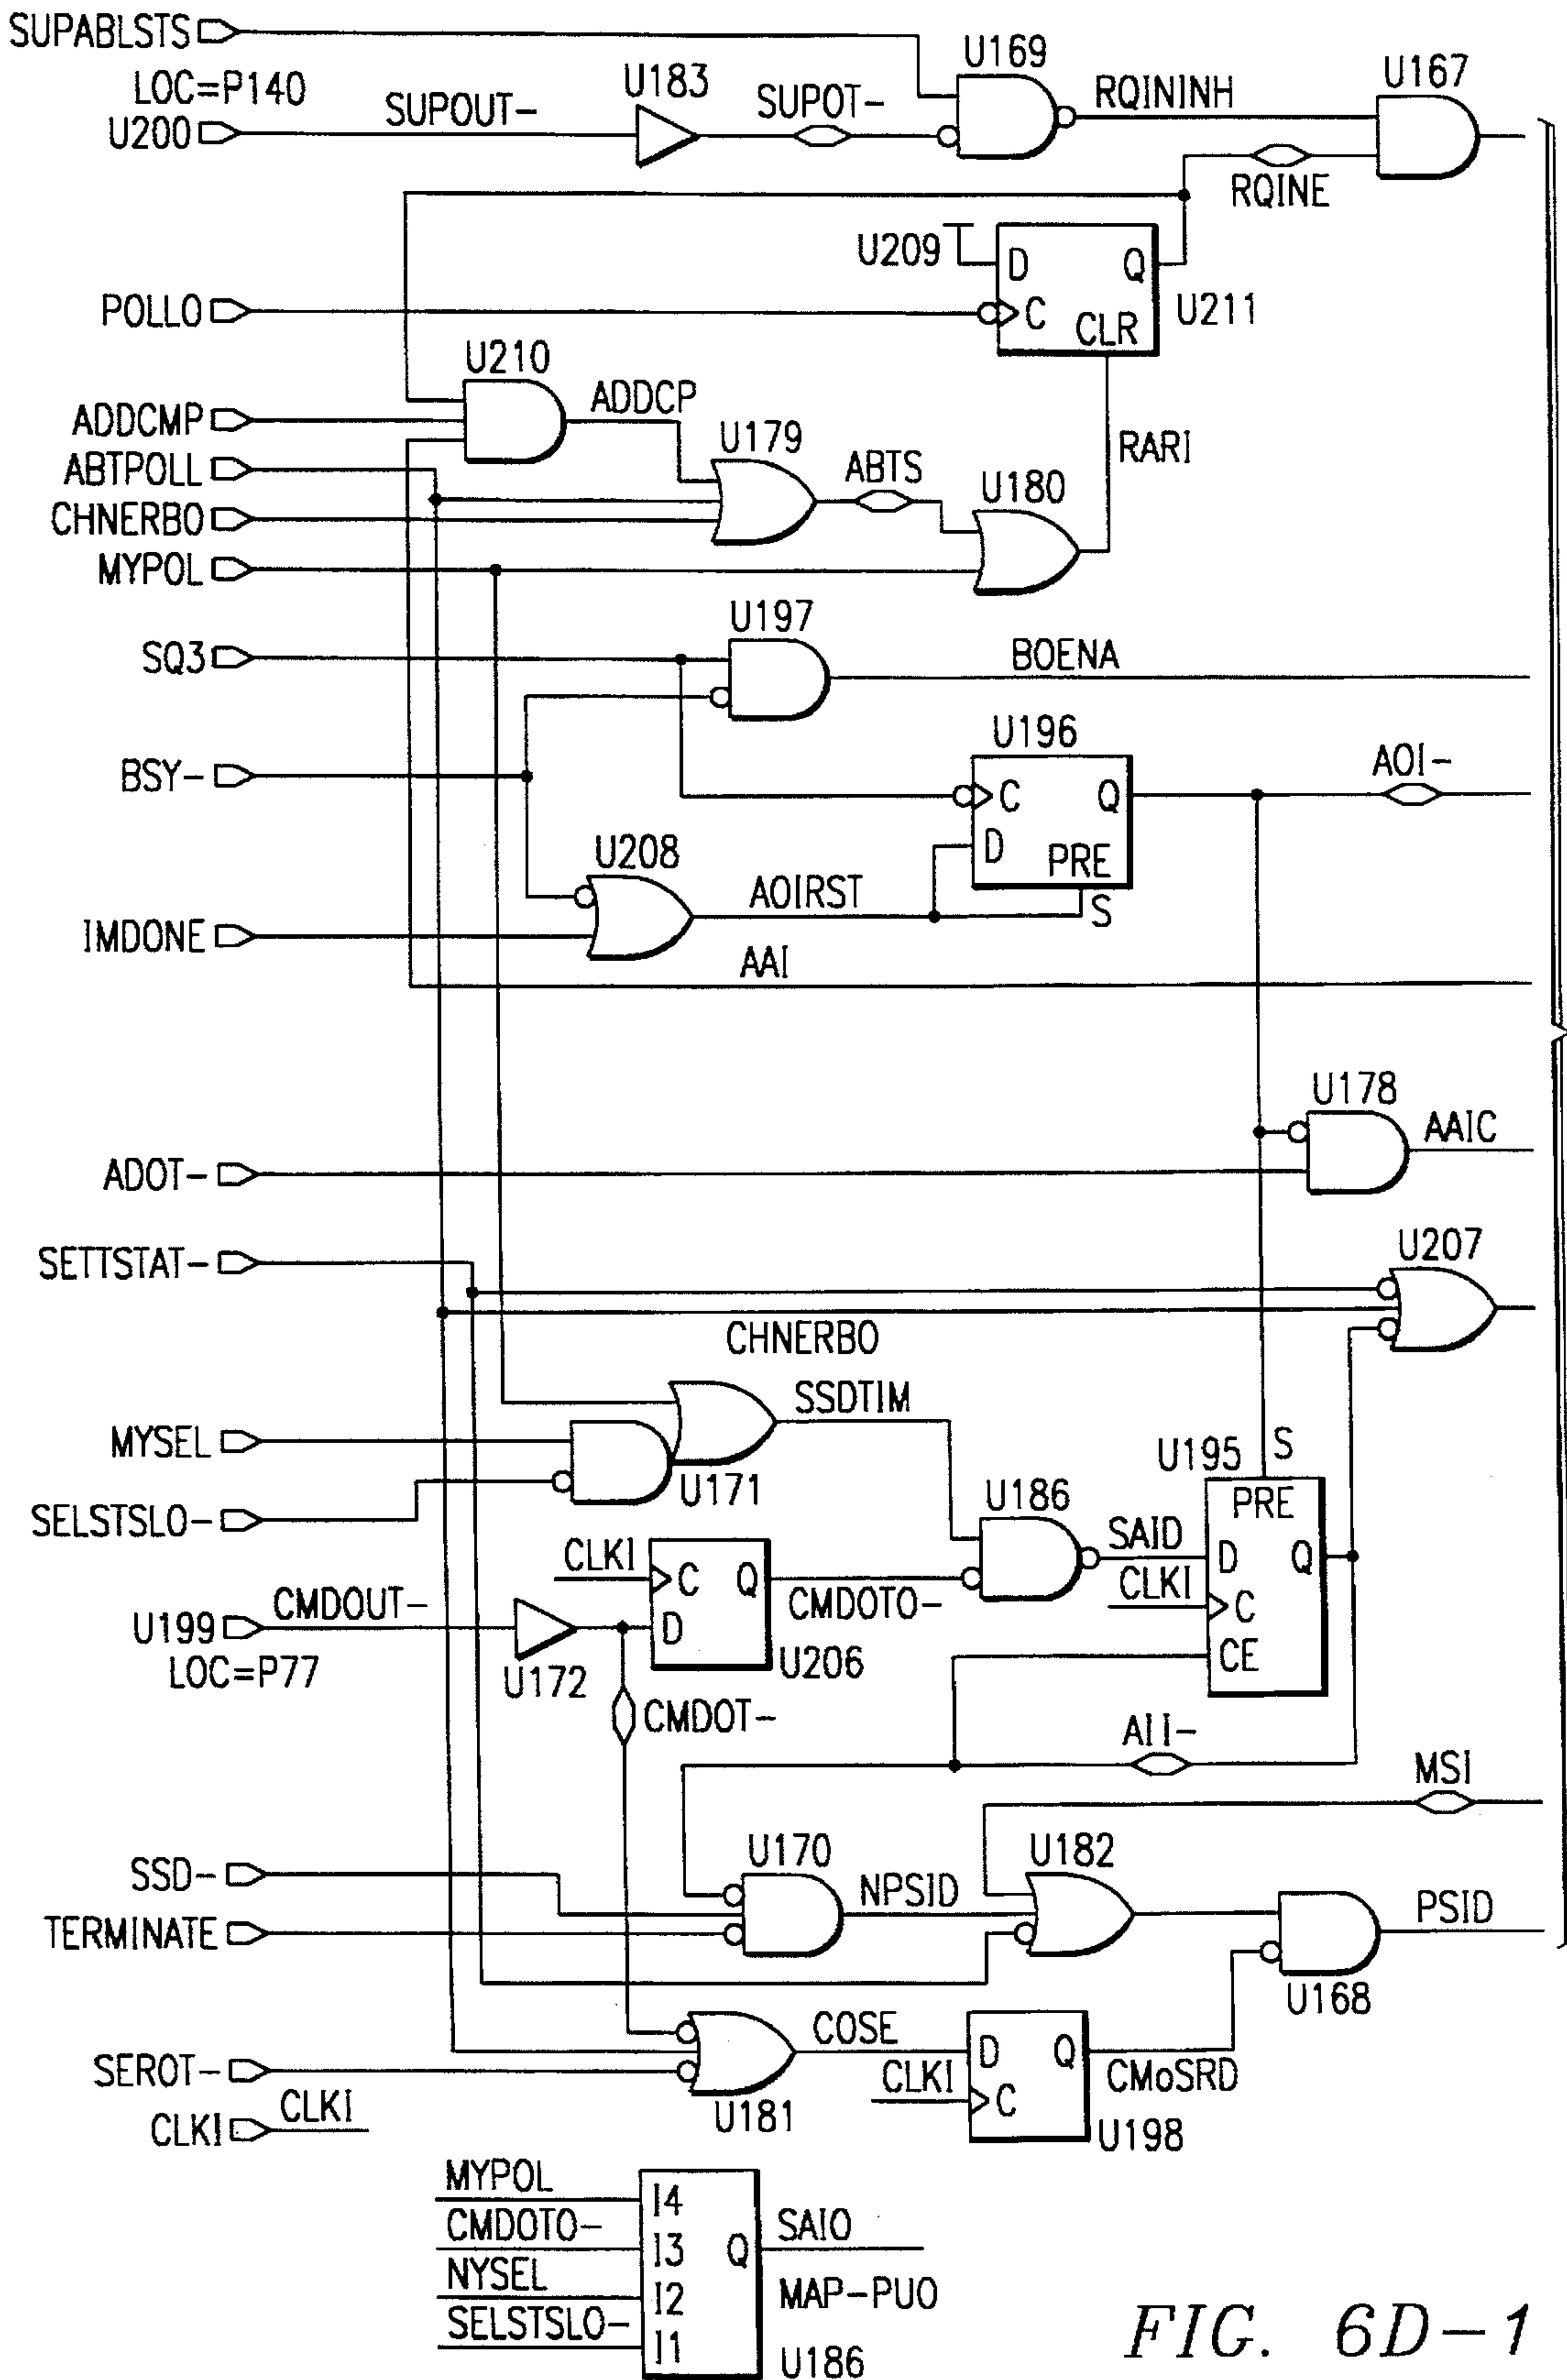 SUPABLSTS
U169
LOC=P140
U183
SUPOT-
RQININH
U167
U200
SUPOUT-
RQINE
U209
D
Q
POLLO
C
CLR
U211
U210
ADDCP
ADDCMP
U179
ABTPOLL
ABTS
U180
RARI
CHNERBO
MYPOL
U197
SQ3
BOENA
U196
BSY-
AOI-
C
Q
U208
D
PRE
AOIRST
S
IMDONE
AAI
U178
AAIC
ADOT-
SETTSTAT-
U207
CHNERBO
SSDTIM
MYSEL
U195
S
U171
U186
PRE
SELSTSLO-
SAID
D
Q
CLKI
C
Q
CLKI
C
CMDOUT-
CMDOTO-
U199
D
CE
LOC=P77
U172
U206
CMDOT-
AII-
MSI
SSD-
U170
U182
NPSID
PSID
TERMINATE
U168
COSE
D
Q
SEROT-
CLKI
CMoSRD
C
CLKI
CLKI
U181
U198
MYPOL
I4
CMDOTO-
I3
Q
SAIO
NYSEL
I2
MAP-PUO
SELSTSLO-
I1
U186
FIG. 6D-1